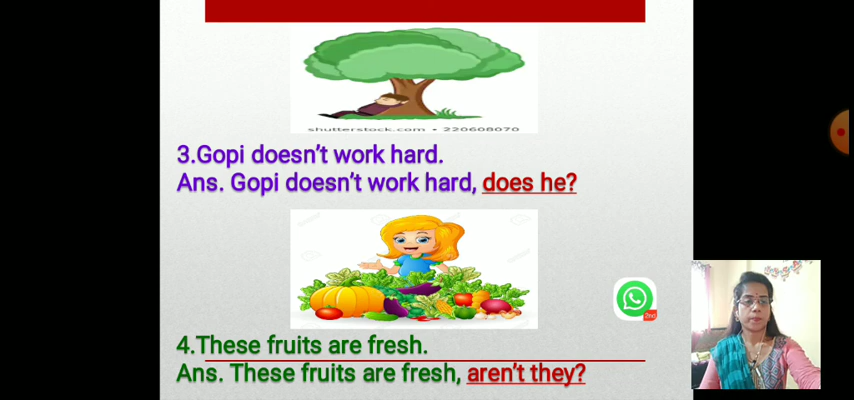 shutterstock.com • 220608070
3.Gopi doesn't work hard.
Ans. Gopi doesn't work hard, does he?
2nd
4.These fruits are fresh.
Ans. These fruits are fresh, aren't they?